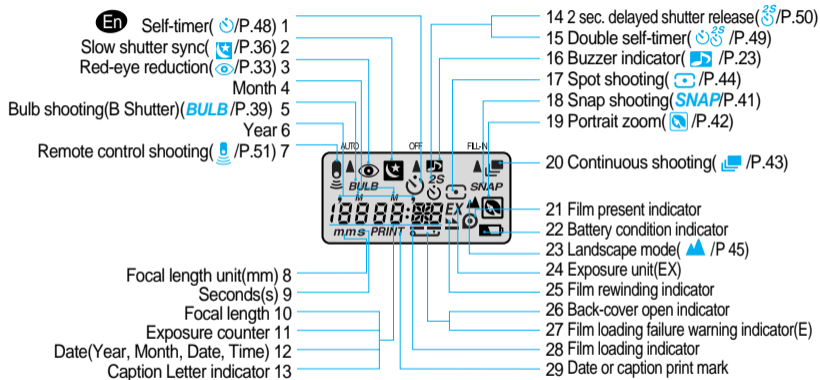 En
Self-timer( /P.48) 1
Slow shutter sync( /P.36) 2
Red-eye reduction( /P.33) 3
Month 4
Bulb shooting(B Shutter)(BULB/P.39) 5
Year 6
Remote control shooting( /P.51) 7
Focal length unit(mm) 8
Seconds(s) 9
Focal length 10
Exposure counter 11
Date(Year, Month, Date, Time) 12
Caption Letter indicator 13
AUTO
OFF
FILL-IN
2S
BULB
SNAP
M
M
18888:88EX
mms PRINT
14 2 sec. delayed shutter release( 2S/P.50)
15 Double self-timer( 2S /P.49)
16 Buzzer indicator( /P.23)
17 Spot shooting( /P.44)
18 Snap shooting(SNAP/P.41)
19 Portrait zoom( /P.42)
20 Continuous shooting( /P.43)
21 Film present indicator
22 Battery condition indicator
23 Landscape mode( /P 45)
24 Exposure unit(EX)
25 Film rewinding indicator
26 Back-cover open indicator
27 Film loading failure warning indicator(E)
28 Film loading indicator
29 Date or caption print mark